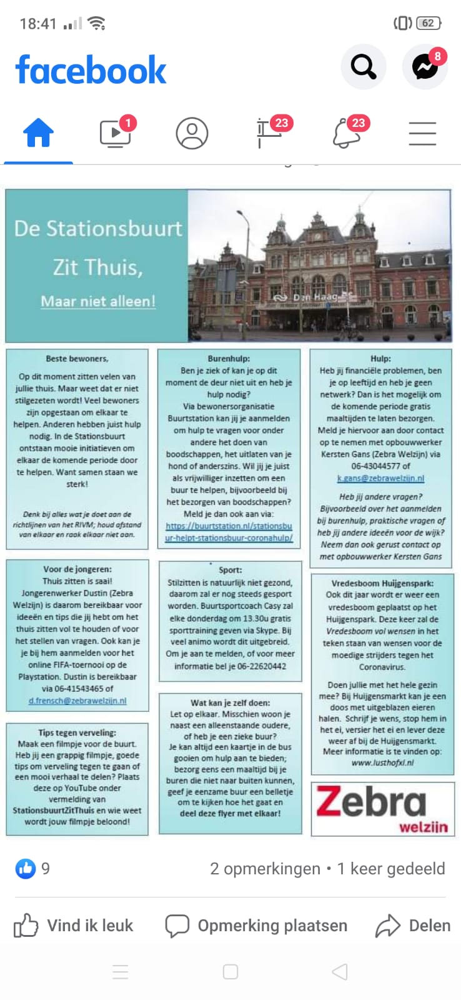 18:41
62
facebook
8
1
23
23
De Stationsbuurt
Zit Thuis,
Maar niet alleen!
Den Haag HS
Beste bewoners,
Op dit moment zitten velen van
jullie thuis. Maar weet dat er niet
stilgezeten wordt! Veel bewoners
zijn opgestaan om elkaar te
helpen. Anderen hebben juist hulp
nodig. In de Stationsbuurt
ontstaan mooie initiatieven om
elkaar de komende periode door
te helpen. Want samen staan we
sterk!
Denk bij alles wat je doet aan de
richtlijnen van het RIVM; houd afstand
van elkaar en raak elkaar niet aan.
Burenhulp:
Ben je ziek of kan je op dit
moment de deur niet uit en heb je
hulp nodig?
Via bewonersorganisatie
Buurtstation kan jij je aanmelden
om hulp te vragen voor onder
andere het doen van
boodschappen, het uitlaten van je
hond of anderszins. Wil jij je juist
als vrijwilliger inzetten om een
buur te helpen, bijvoorbeeld bij
het bezorgen van boodschappen?
Meld je dan ook aan via:
https://buurtstation.nl/stationsbu
ur-helpt-stationsbuur-coronahulp/
Hulp:
Heb jij financiële problemen, ben
je op leeftijd en heb je geen
netwerk? Dan is het mogelijk om
de komende periode gratis
maaltijden te laten bezorgen.
Meld je hiervoor aan door contact
op te nemen met opbouwwerker
Kersten Gans (Zebra Welzijn) via
06-43044577 of
k.gans@zebrawelzijn.nl
Heb jij andere vragen?
Bijvoorbeeld over het aanmelden
bij burenhulp, praktische vragen of
heb jij andere ideeën voor de wijk?
Neem dan ook gerust contact op
met opbouwwerker Kersten Gans
Voor de jongeren:
Thuis zitten is saai!
Jongerenwerker Dustin (Zebra
Welzijn) is daarom bereikbaar voor
ideeën en tips die jij hebt om het
thuis zitten vol te houden of voor
het stellen van vragen. Ook kan je
je bij hem aanmelden voor het
online FIFA-toernooi op de
Playstation. Dustin is bereikbaar
via 06-41543465 of
d.frensch@zebrawelzijn.nl
Sport:
Stilzitten is natuurlijk niet gezond,
daarom zal er nog steeds gesport
worden. Buurtsportcoach Casy zal
elke donderdag om 13.30u gratis
sporttraining geven via Skype. Bij
veel animo wordt dit uitgebreid.
Om je aan te melden, of voor meer
informatie bel je 06-22620442
Vredesboom Huijgenspark:
Ook dit jaar wordt er weer een
vredesboom geplaatst op het
Huijgenspark. Deze keer zal de
Vredesboom vol wensen in het
teken staan van wensen voor de
moedige strijders tegen het
Coronavirus.
Doen jullie met het hele gezin
mee? Bij Huijgensmarkt kan je een
doos met uitgeblazen eieren
halen. Schrijf je wens, stop hem in
het ei, versier het ei en lever deze
weer af bij de Huijgensmarkt.
Meer informatie is te vinden op:
www.lusthofxl.nl
Tips tegen verveling:
Maak een filmpje voor de buurt.
Heb jij een grappig filmpje, goede
tips om verveling tegen te gaan of
een mooi verhaal te delen? Plaats
deze op YouTube onder
vermelding van
StationsbuurtZitThuis en wie weet
wordt jouw filmpje beloond!
Wat kan je zelf doen:
Let op elkaar. Misschien woon je
naast een alleenstaande oudere,
of heb je een zieke buur?
Je kan altijd een kaartje in de bus
gooien om hulp aan te bieden;
bezorg eens een maaltijd bij je
buren die niet naar buiten kunnen,
geef je eenzame buur een belletje
om te kijken hoe het gaat en
deel deze flyer met elkaar!
Zebra
welzijn
9
2 opmerkingen • 1 keer gedeeld
Vind ik leuk
Opmerking plaatsen
Delen